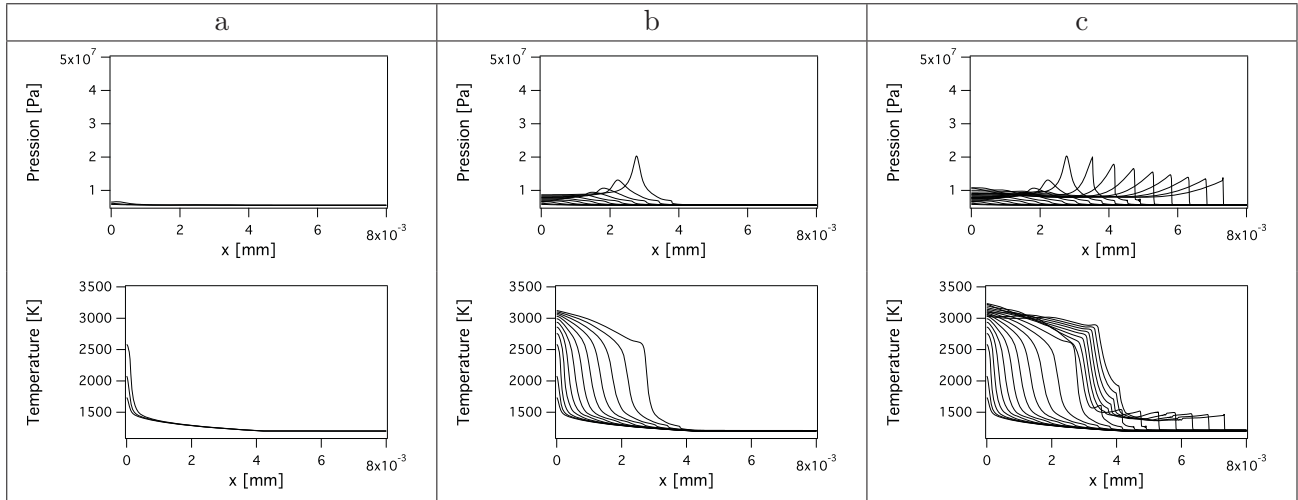 a b c
5x10^7
4
3
2
1
Pression [Pa]
0 2 4 6 8x10^-3
x [mm]
5x10^7
4
3
2
1
Pression [Pa]
0 2 4 6 8x10^-3
x [mm]
5x10^7
4
3
2
1
Pression [Pa]
0 2 4 6 8x10^-3
x [mm]
3500
3000
2500
2000
1500
Temperature [K]
0 2 4 6 8x10^-3
x [mm]
3500
3000
2500
2000
1500
Temperature [K]
0 2 4 6 8x10^-3
x [mm]
3500
3000
2500
2000
1500
Temperature [K]
0 2 4 6 8x10^-3
x [mm]